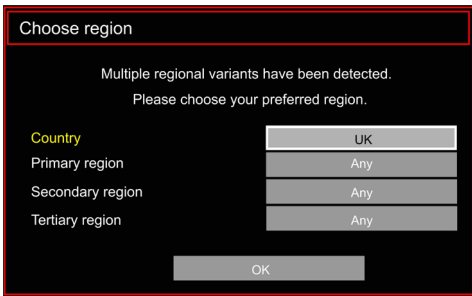 Choose region
Multiple regional variants have been detected.
Please choose your preferred region.
Country UK
Primary region Any
Secondary region Any
Tertiary region Any
OK